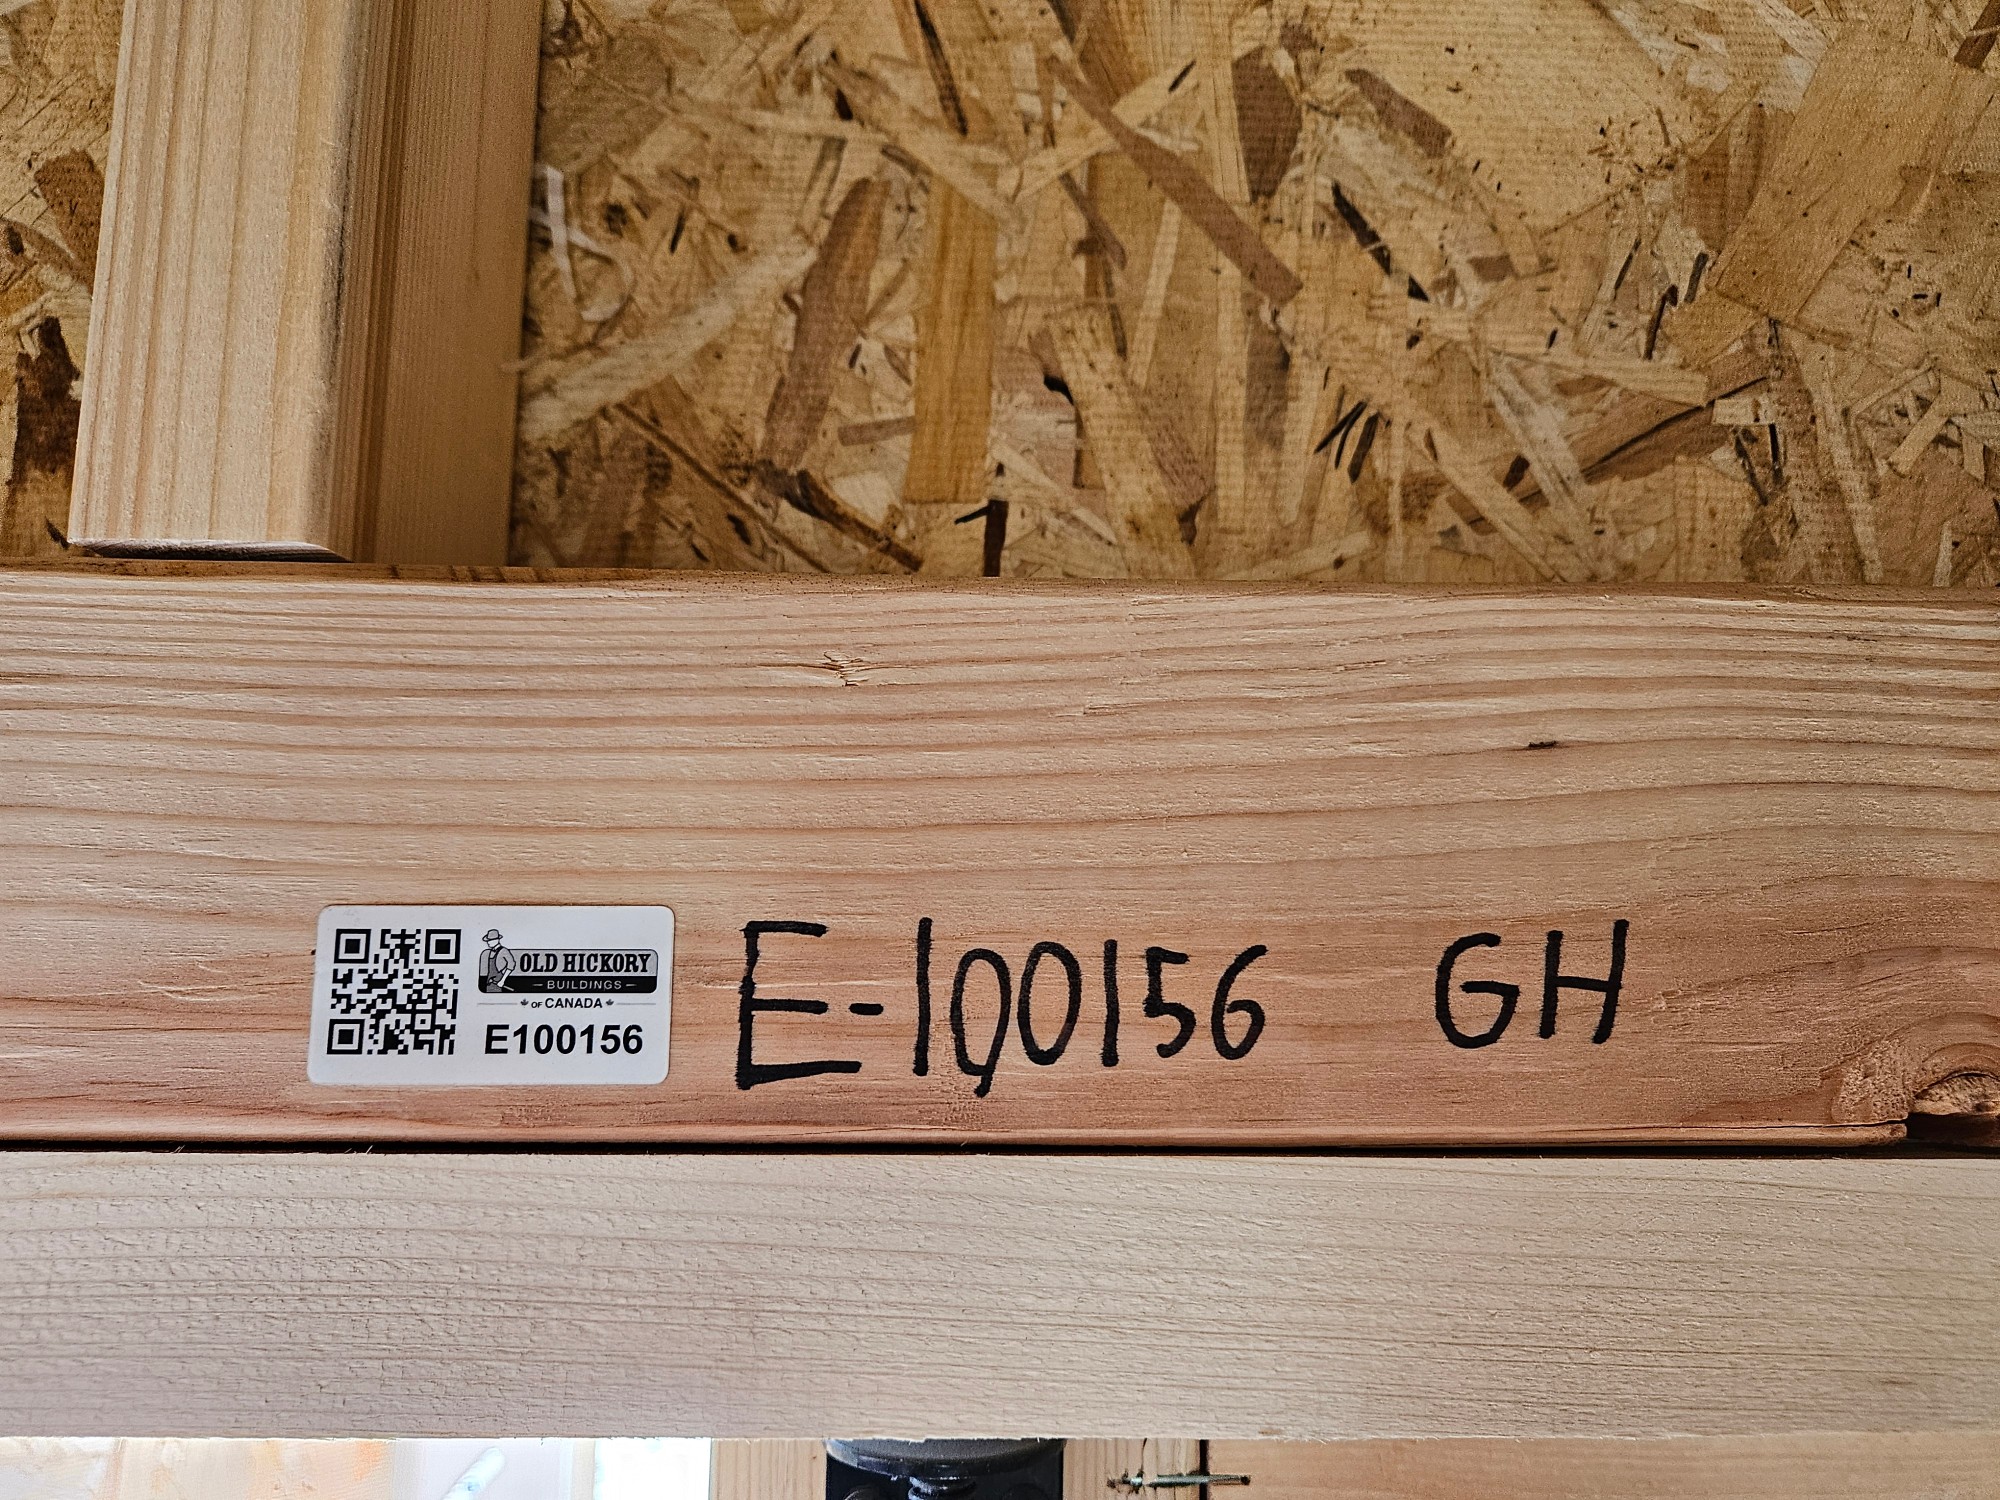 OLD HICKORY
BUILDINGS
OF CANADA
E100156
E-100156 GH